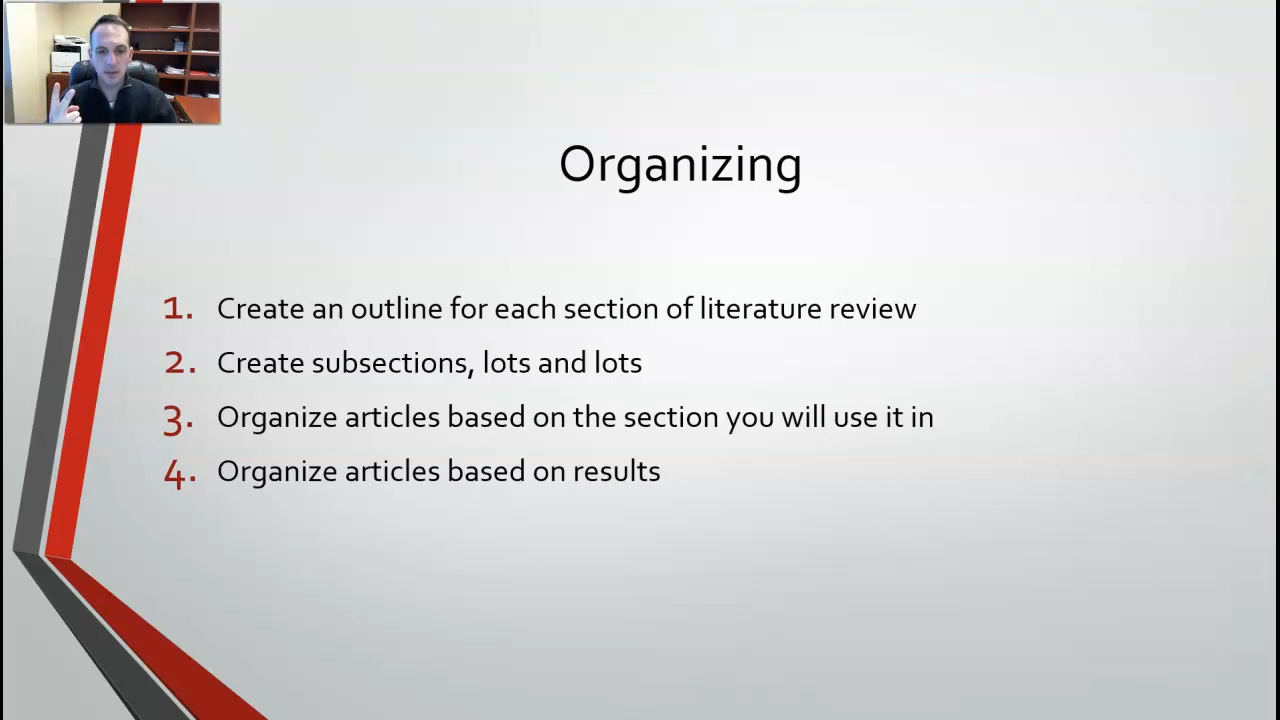 Organizing
1. Create an outline for each section of literature review
2. Create subsections, lots and lots
3. Organize articles based on the section you will use it in
4. Organize articles based on results